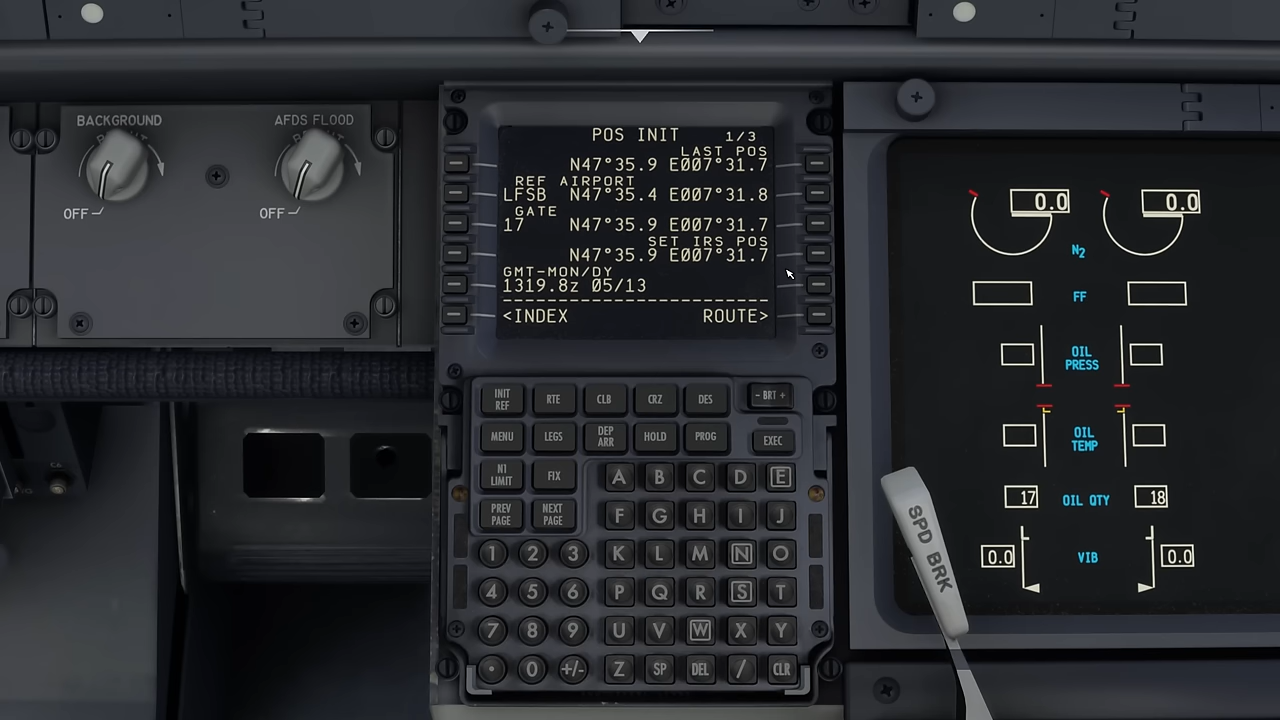 BACKGROUND
OFF
AFDS FLOOD
OFF
POS INIT 1/3
LAST POS
N47°35.9 E007°31.7
REF AIRPORT
LFSB N47°35.4 E007°31.8
GATE
17 N47°35.9 E007°31.7
SET IRS POS
N47°35.9 E007°31.7
GMT-MON/DY
1319.8z 05/13
<INDEX ROUTE>
INIT REF
RTE
CLB
CRZ
DES
- BRT +
MENU
LEGS
DEP ARR
HOLD
PROG
EXEC
N1 LIMIT
FIX
A B C D E
PREV PAGE
NEXT PAGE
F G H I J
1 2 3 K L M N O
4 5 6 P Q R S T
7 8 9 U V W X Y
. 0 +/- Z SP DEL / CLR
0.0 0.0
N2
FF
OIL PRESS
OIL TEMP
17 OIL QTY 18
0.0 VIB 0.0
SPD BRK